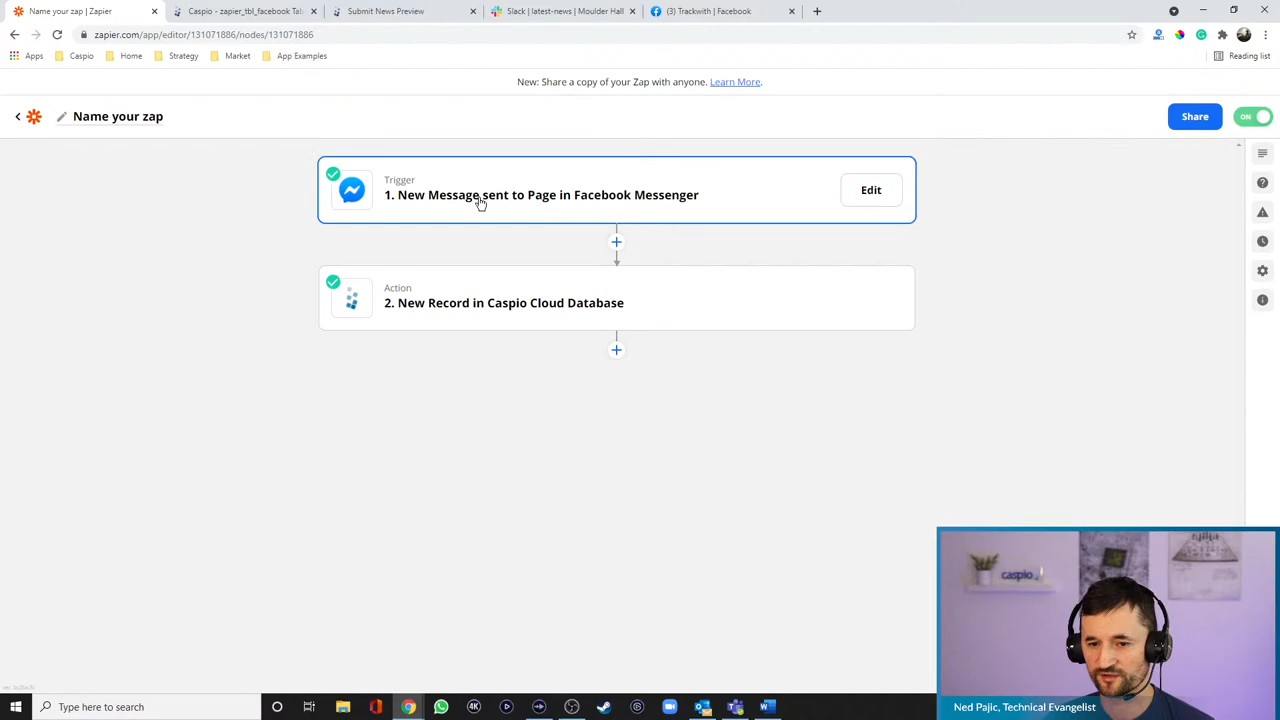 Name your zap | Zapier
Caspio - zapier_tbl_facebook Tab
Submit News Preview
Slack | latest-news | Moulder Hall
(3) Trackwith | Facebook
zapier.com/app/editor/131071886/nodes/131071886
Apps
Caspio
Home
Strategy
Market
App Examples
Reading list
New: Share a copy of your Zap with anyone. Learn More.
Name your zap
Share
ON
Trigger
1. New Message sent to Page in Facebook Messenger
Edit
Action
2. New Record in Caspio Cloud Database
caspio
Type here to search
4K
Ned Pajic, Technical Evangelist